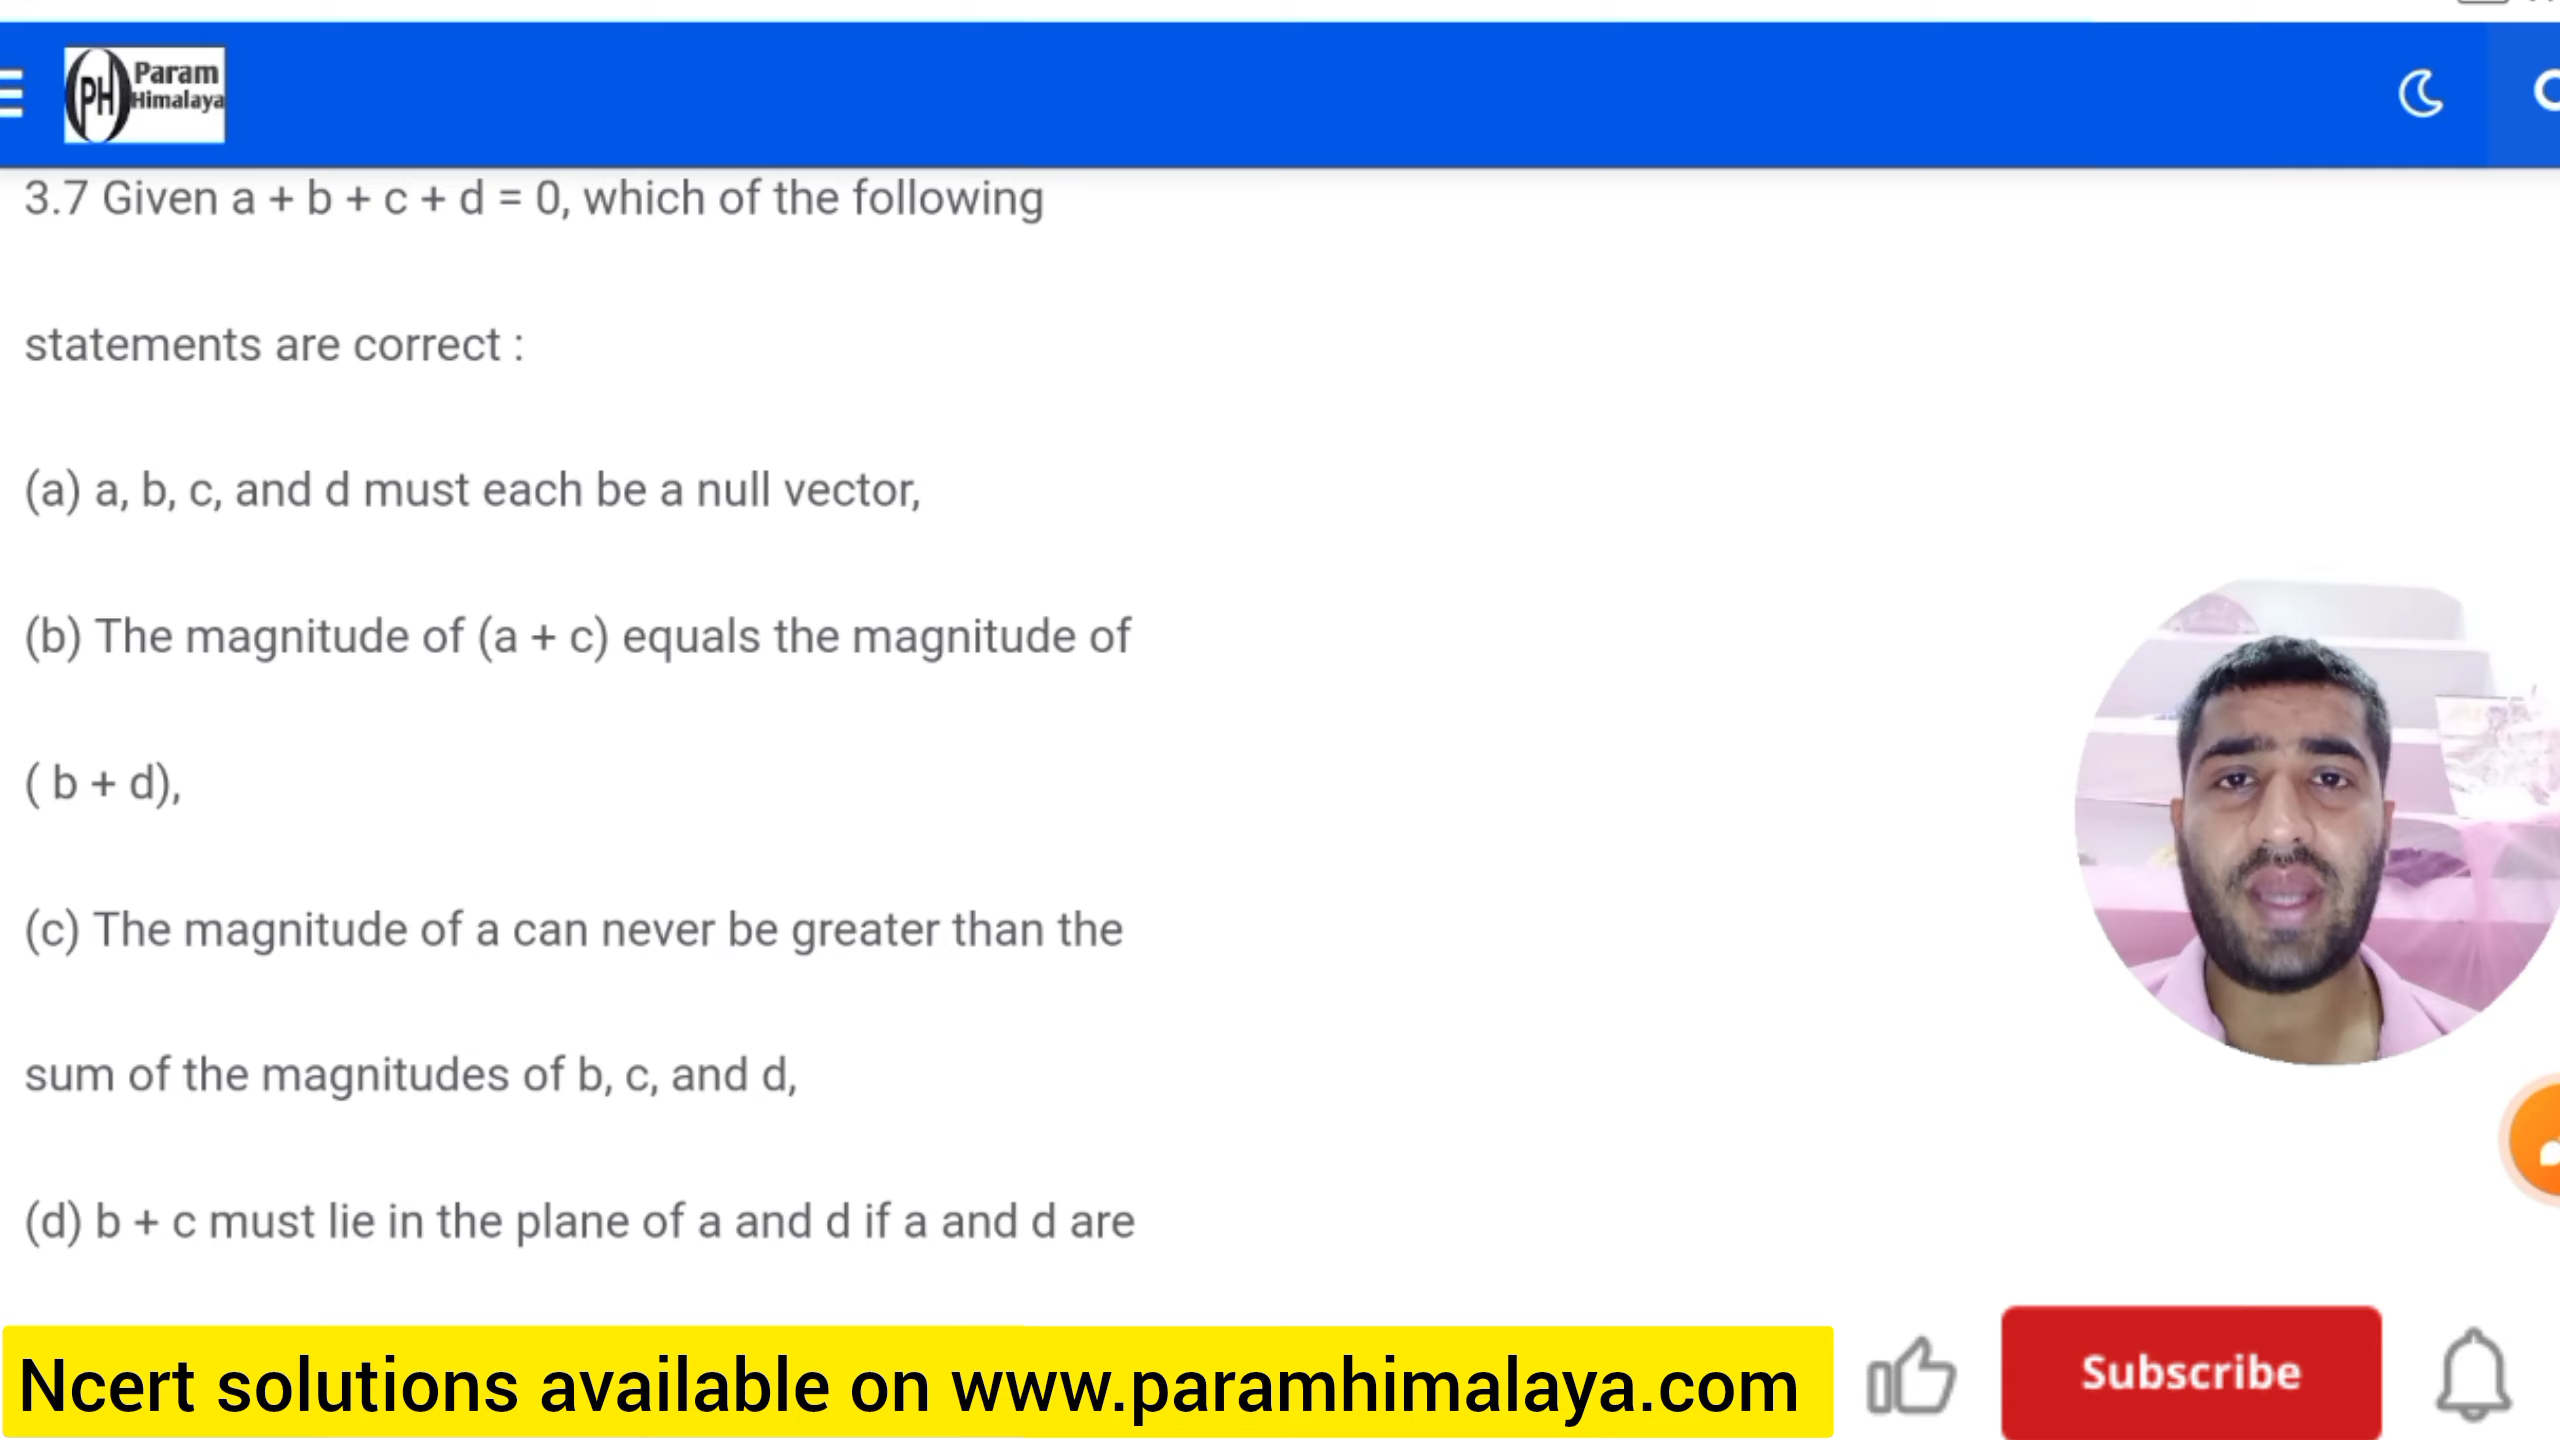 Param
Himalaya
PH
3.7 Given a + b + c + d = 0, which of the following
statements are correct :
(a) a, b, c, and d must each be a null vector,
(b) The magnitude of (a + c) equals the magnitude of
( b + d),
(c) The magnitude of a can never be greater than the
sum of the magnitudes of b, c, and d,
(d) b + c must lie in the plane of a and d if a and d are
Ncert solutions available on www.paramhimalaya.com
Subscribe